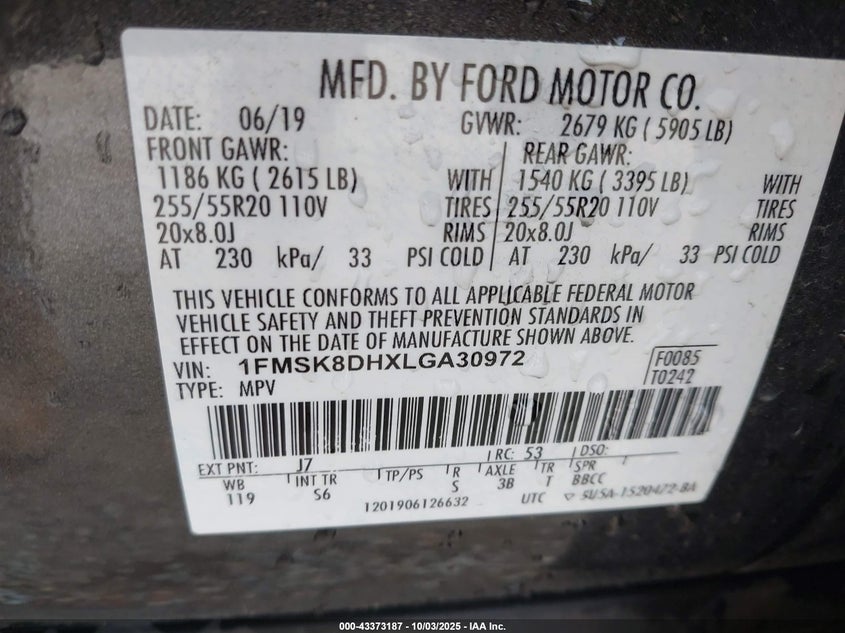 MFD. BY FORD MOTOR CO.
DATE: 06/19 GVWR: 2679 KG ( 5905 LB)
FRONT GAWR: REAR GAWR:
1186 KG ( 2615 LB) WITH 1540 KG ( 3395 LB) WITH
255/55R20 110V TIRES 255/55R20 110V TIRES
20x8.0J RIMS 20x8.0J RIMS
AT 230 kPa/ 33 PSI COLD AT 230 kPa/ 33 PSI COLD
THIS VEHICLE CONFORMS TO ALL APPLICABLE FEDERAL MOTOR
VEHICLE SAFETY AND THEFT PREVENTION STANDARDS IN
EFFECT ON THE DATE OF MANUFACTURE SHOWN ABOVE.
VIN: 1FMSK8DHXLGA30972 F0085
TYPE: MPV T0242
EXT PNT: J7 RC: 53 DSO:
WB INT TR TP/PS R AXLE TR SPR
119 S6 S 3B T BBCC
1201906126632 UTC ▽ 5U5A-1520472-BA
000-43373187 - 10/03/2025 - IAA Inc.